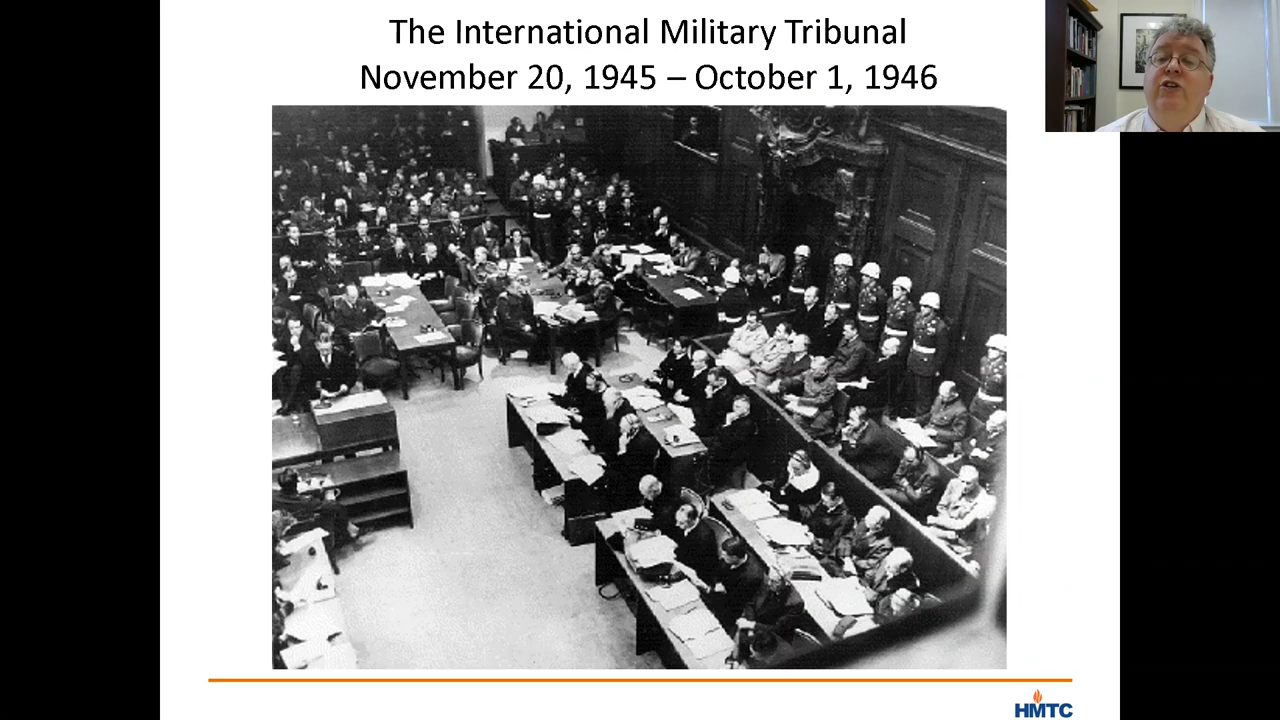 The International Military Tribunal
November 20, 1945 – October 1, 1946
HMTC